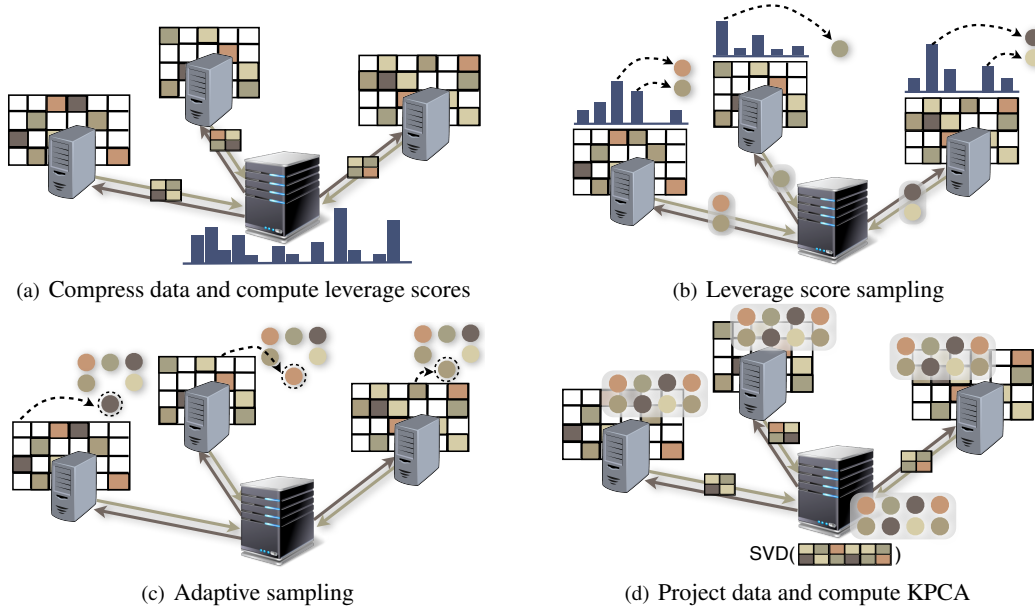 (a) Compress data and compute leverage scores
(b) Leverage score sampling
SVD( )
(c) Adaptive sampling
(d) Project data and compute KPCA